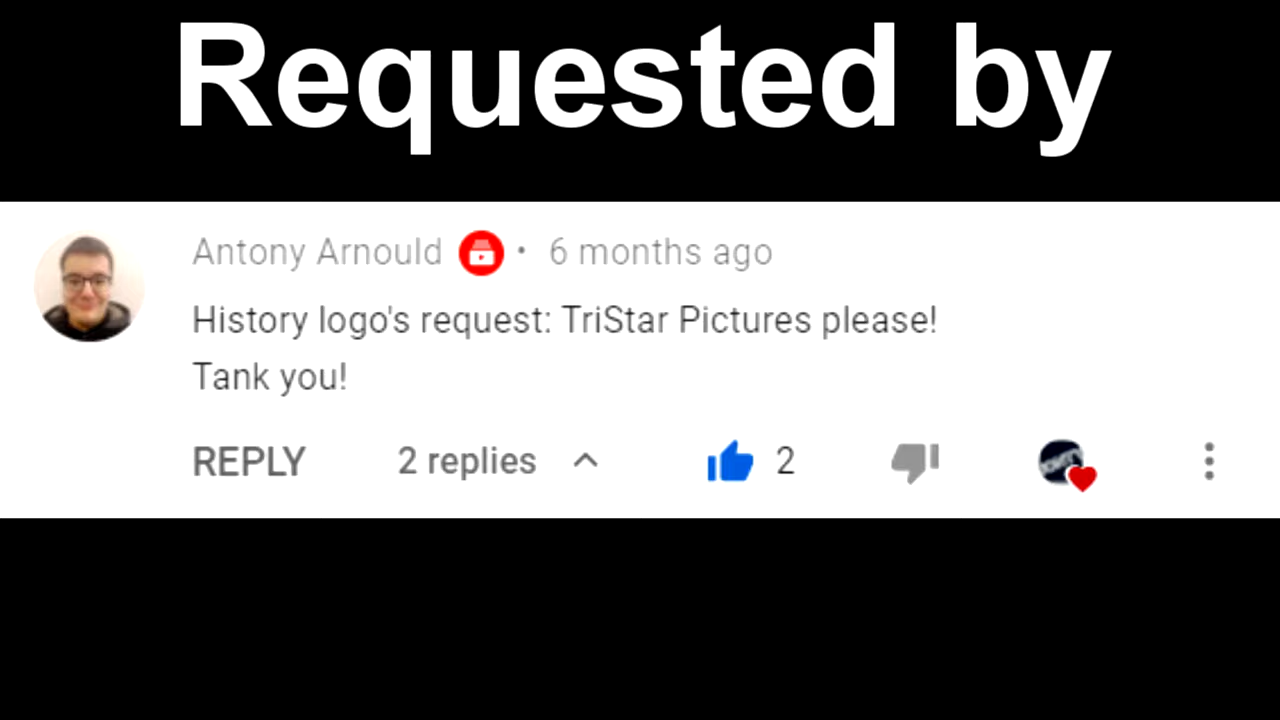 Requested by
Antony Arnould • 6 months ago
History logo's request: TriStar Pictures please!
Tank you!
REPLY 2 replies 2